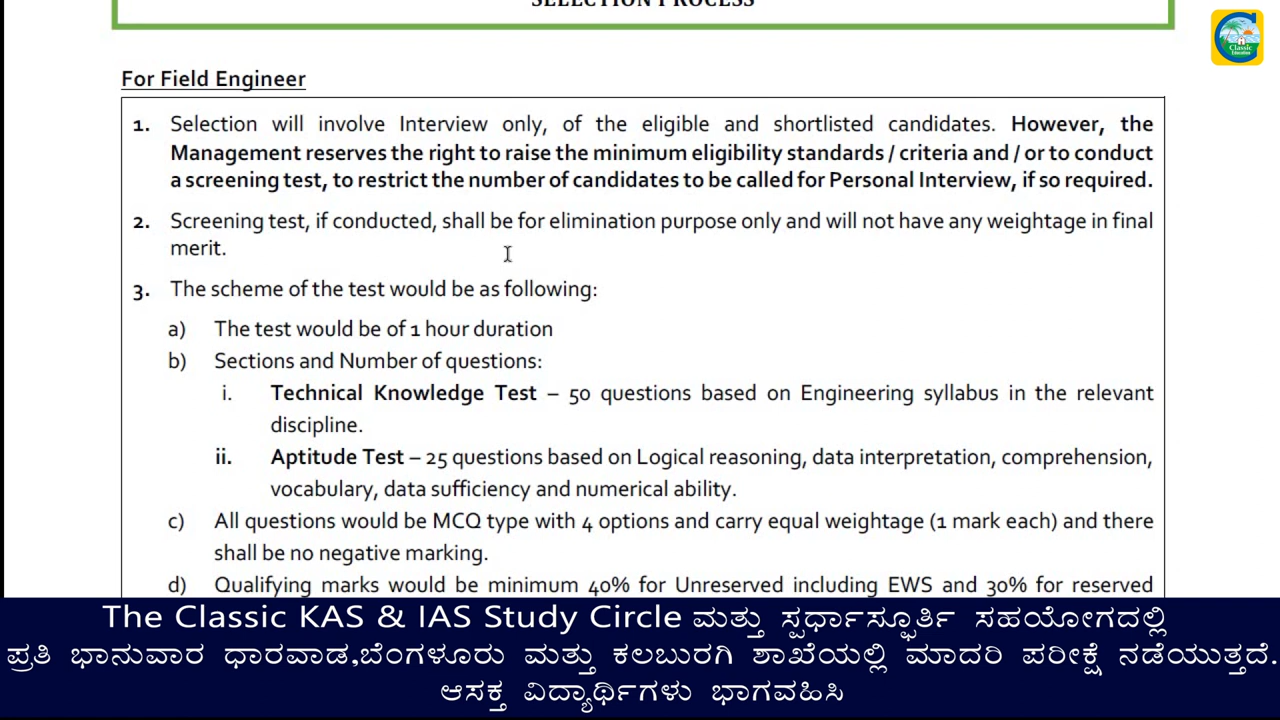 SELECTION PROCESS
Classic
Education
For Field Engineer
1. Selection will involve Interview only, of the eligible and shortlisted candidates. However, the
Management reserves the right to raise the minimum eligibility standards / criteria and / or to conduct
a screening test, to restrict the number of candidates to be called for Personal Interview, if so required.
2. Screening test, if conducted, shall be for elimination purpose only and will not have any weightage in final
merit.
3. The scheme of the test would be as following:
a) The test would be of 1 hour duration
b) Sections and Number of questions:
i. Technical Knowledge Test – 50 questions based on Engineering syllabus in the relevant
discipline.
ii. Aptitude Test – 25 questions based on Logical reasoning, data interpretation, comprehension,
vocabulary, data sufficiency and numerical ability.
c) All questions would be MCQ type with 4 options and carry equal weightage (1 mark each) and there
shall be no negative marking.
d) Qualifying marks would be minimum 40% for Unreserved including EWS and 30% for reserved
The Classic KAS & IAS Study Circle ಮತ್ತು ಸ್ಪರ್ಧಾಸ್ಫೂರ್ತಿ ಸಹಯೋಗದಲ್ಲಿ
ಪ್ರತಿ ಭಾನುವಾರ ಧಾರವಾಡ,ಬೆಂಗಳೂರು ಮತ್ತು ಕಲಬುರಗಿ ಶಾಖೆಯಲ್ಲಿ ಮಾದರಿ ಪರೀಕ್ಷೆ ನಡೆಯುತ್ತದೆ.
ಆಸಕ್ತ ವಿದ್ಯಾರ್ಥಿಗಳು ಭಾಗವಹಿಸಿ